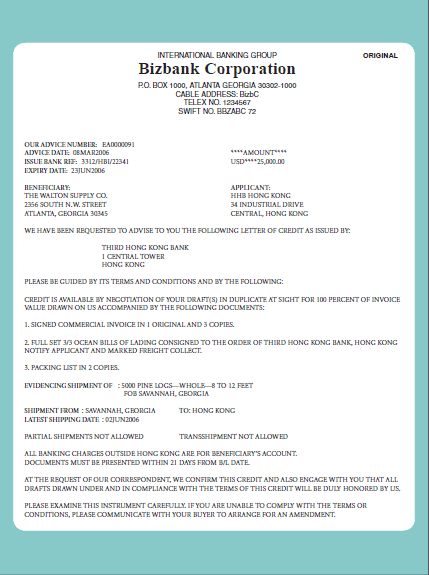 INTERNATIONAL BANKING GROUP
ORIGINAL
Bizbank Corporation
P.O. BOX 1000, ATLANTA GEORGIA 30302-1000
CABLE ADDRESS: BizbC
TELEX NO. 1234567
SWIFT NO. BBZABC 72
OUR ADVICE NUMBER: EA0000091
ADVICE DATE: 08MAR2006
****AMOUNT****
ISSUE BANK REF: 3312/HBI/22341
USD****25,000.00
EXPIRY DATE: 23JUN2006
BENEFICIARY:
APPLICANT:
THE WALTON SUPPLY CO.
HHB HONG KONG
2356 SOUTH N.W. STREET
34 INDUSTRIAL DRIVE
ATLANTA, GEORGIA 30345
CENTRAL, HONG KONG
WE HAVE BEEN REQUESTED TO ADVISE TO YOU THE FOLLOWING LETTER OF CREDIT AS ISSUED BY:
THIRD HONG KONG BANK
1 CENTRAL TOWER
HONG KONG
PLEASE BE GUIDED BY ITS TERMS AND CONDITIONS AND BY THE FOLLOWING:
CREDIT IS AVAILABLE BY NEGOTIATION OF YOUR DRAFT(S) IN DUPLICATE AT SIGHT FOR 100 PERCENT OF INVOICE
VALUE DRAWN ON US ACCOMPANIED BY THE FOLLOWING DOCUMENTS:
1. SIGNED COMMERCIAL INVOICE IN 1 ORIGINAL AND 3 COPIES.
2. FULL SET 3/3 OCEAN BILLS OF LADING CONSIGNED TO THE ORDER OF THIRD HONG KONG BANK, HONG KONG
NOTIFY APPLICANT AND MARKED FREIGHT COLLECT.
3. PACKING LIST IN 2 COPIES.
EVIDENCING SHIPMENT OF : 5000 PINE LOGS—WHOLE—8 TO 12 FEET
FOB SAVANNAH, GEORGIA
SHIPMENT FROM : SAVANNAH, GEORGIA TO: HONG KONG
LATEST SHIPPING DATE : 02JUN2006
PARTIAL SHIPMENTS NOT ALLOWED TRANSSHIPMENT NOT ALLOWED
ALL BANKING CHARGES OUTSIDE HONG KONG ARE FOR BENEFICIARY'S ACCOUNT.
DOCUMENTS MUST BE PRESENTED WITHIN 21 DAYS FROM B/L DATE.
AT THE REQUEST OF OUR CORRESPONDENT, WE CONFIRM THIS CREDIT AND ALSO ENGAGE WITH YOU THAT ALL
DRAFTS DRAWN UNDER AND IN COMPLIANCE WITH THE TERMS OF THIS CREDIT WILL BE DULY HONORED BY US.
PLEASE EXAMINE THIS INSTRUMENT CAREFULLY. IF YOU ARE UNABLE TO COMPLY WITH THE TERMS OR
CONDITIONS, PLEASE COMMUNICATE WITH YOUR BUYER TO ARRANGE FOR AN AMENDMENT.